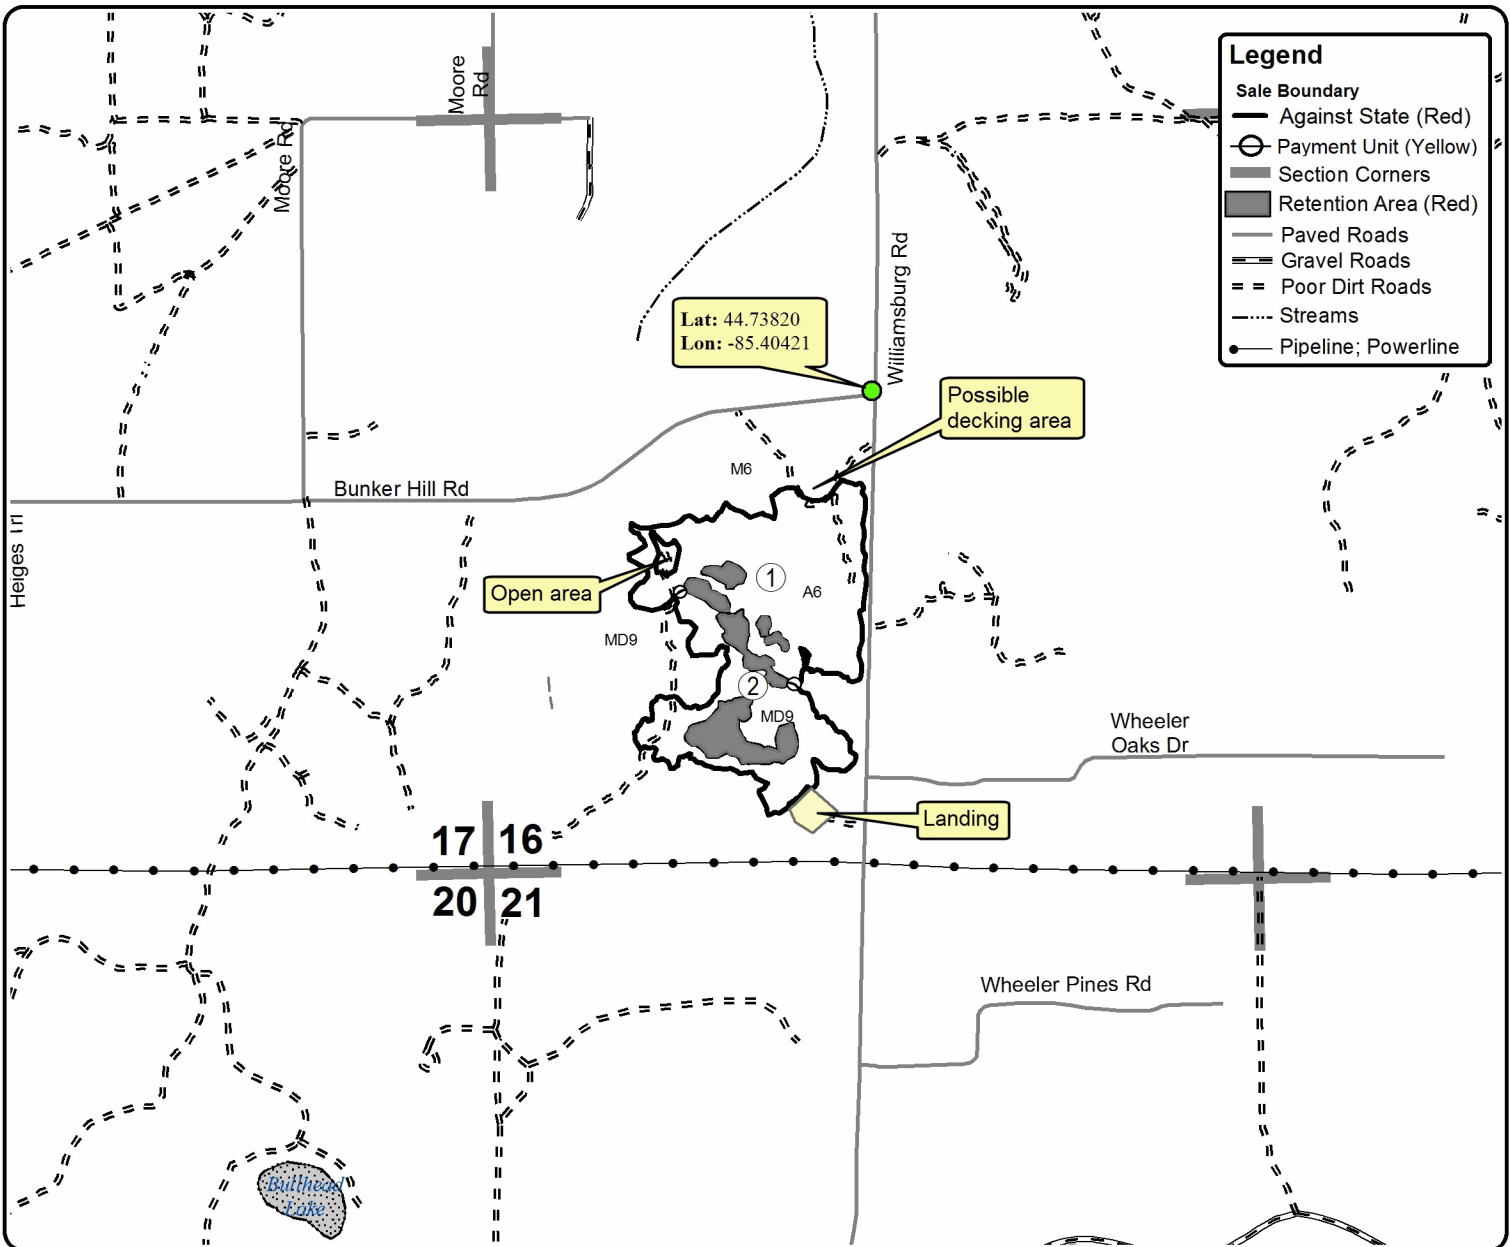 Moore
Rd
Moore Rd
Legend
Sale Boundary
Against State (Red)
Payment Unit (Yellow)
Section Corners
Retention Area (Red)
Paved Roads
Gravel Roads
Poor Dirt Roads
Streams
Pipeline; Powerline
Williamsburg Rd
Lat: 44.73820
Lon: -85.40421
Possible
decking area
M6
Bunker Hill Rd
Heiges Trl
Open area
1
A6
MD9
2
MD9
Wheeler
Oaks Dr
Landing
17 16
20 21
Wheeler Pines Rd
Bullhead
Lake